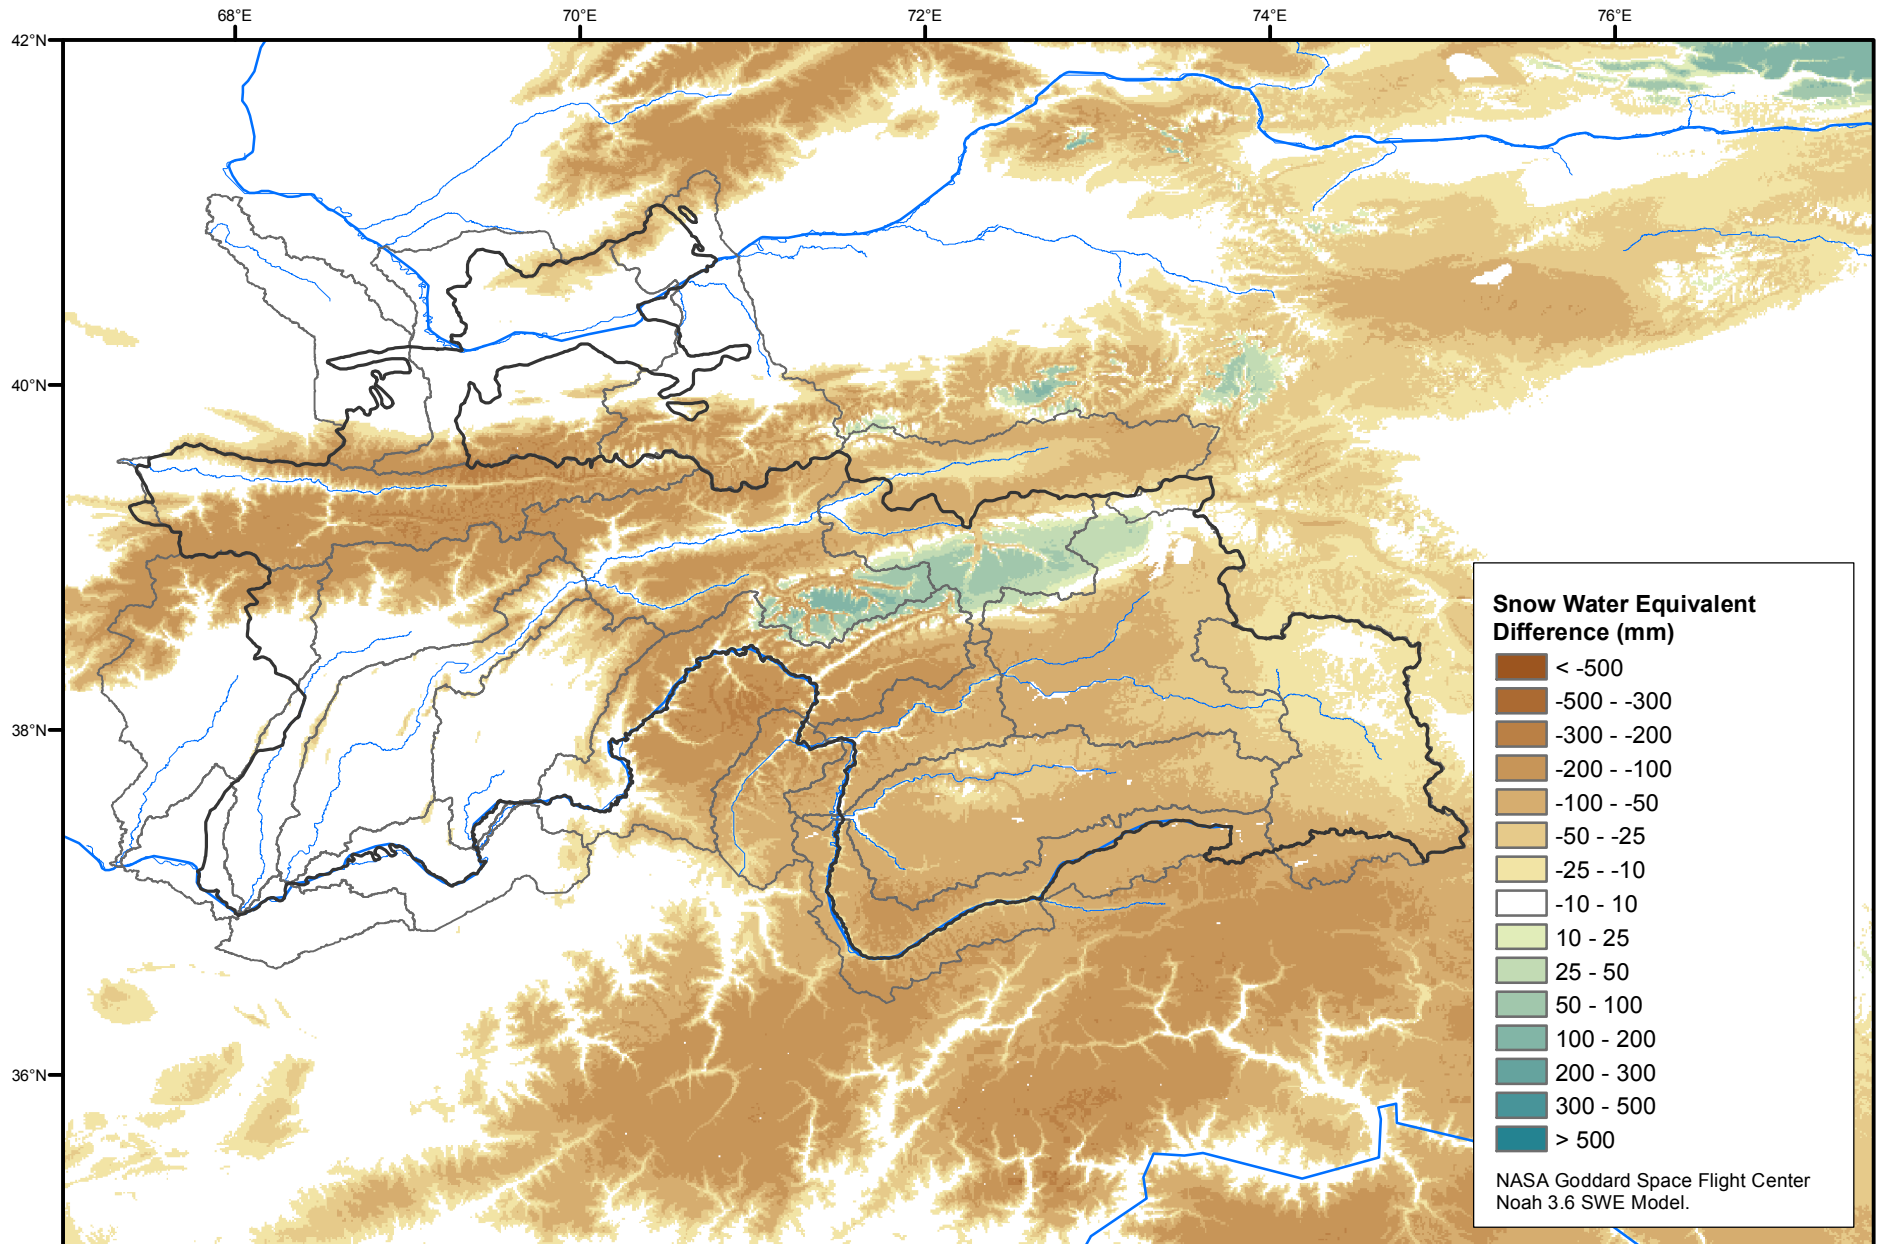 68°E
70°E
72°E
74°E
76°E
42°N
40°N
38°N
36°N
Snow Water Equivalent
Difference (mm)
< -500
-500 - -300
-300 - -200
-200 - -100
-100 - -50
-50 - -25
-25 - -10
-10 - 10
10 - 25
25 - 50
50 - 100
100 - 200
200 - 300
300 - 500
> 500
NASA Goddard Space Flight Center
Noah 3.6 SWE Model.